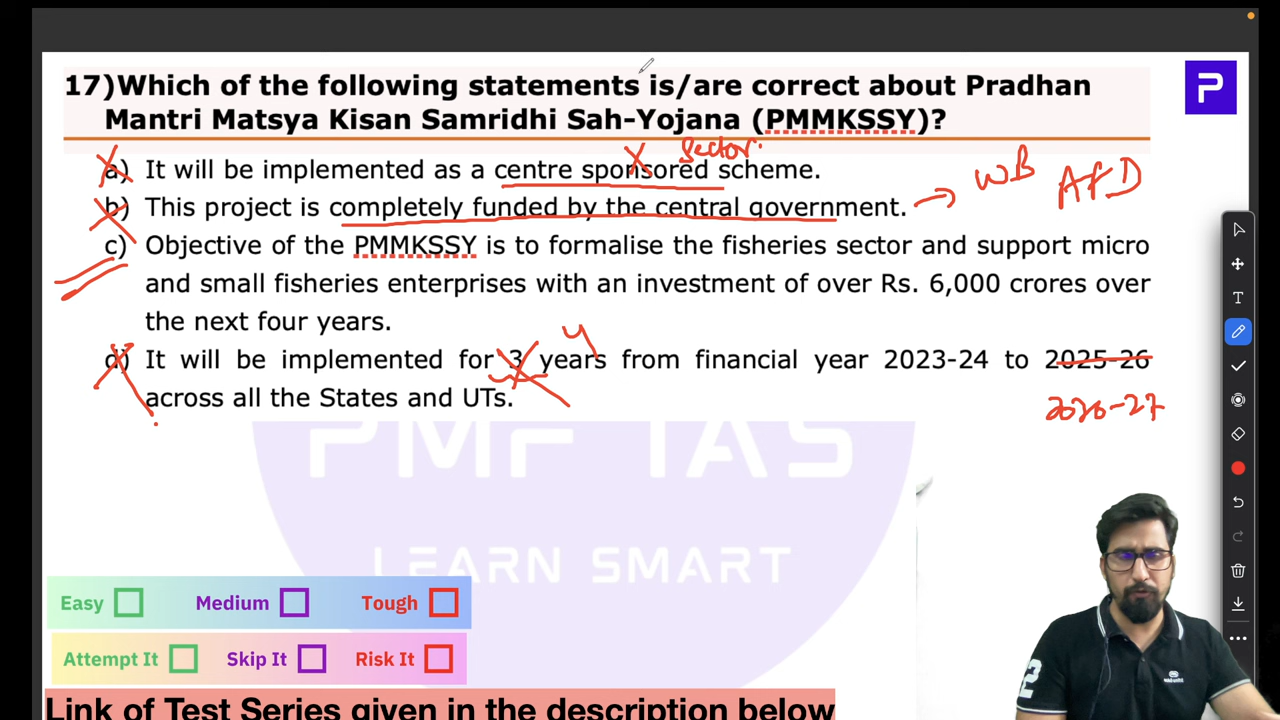 17)Which of the following statements is/are correct about Pradhan
Mantri Matsya Kisan Samridhi Sah-Yojana (PMMKSSY)?
P
sector.
a) It will be implemented as a centre sponsored scheme.
WB AFD
b) This project is completely funded by the central government.
c) Objective of the PMMKSSY is to formalise the fisheries sector and support micro
and small fisheries enterprises with an investment of over Rs. 6,000 crores over
the next four years.
4
d) It will be implemented for 3 years from financial year 2023-24 to 2025-26
across all the States and UTs.
2026-27
PMF IAS
LEARN SMART
Easy Medium Tough
Attempt It Skip It Risk It
Link of Test Series given in the description below
T